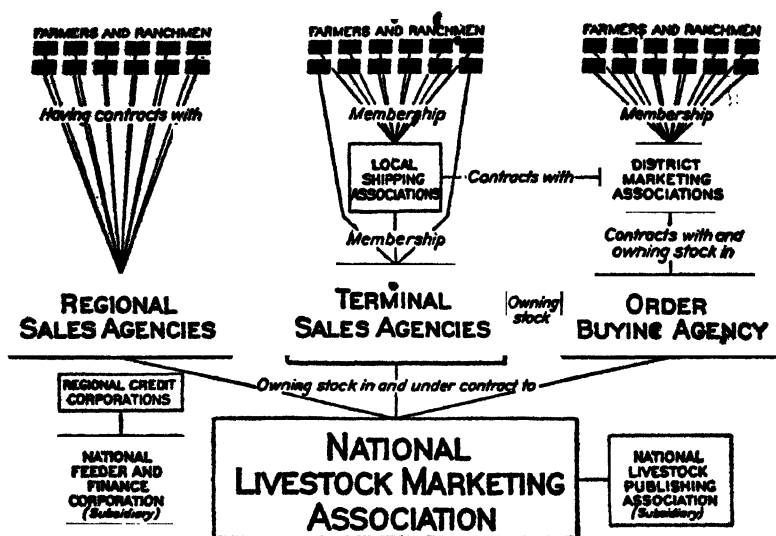 FARMERS AND RANCHMEN
FARMERS AND RANCHMEN
FARMERS AND RANCHMEN
Having contracts with
Membership
Membership
LOCAL
SHIPPING
ASSOCIATIONS
Contracts with
DISTRICT
MARKETING
ASSOCIATIONS
Membership
Contracts with and
owning stock in
REGIONAL
SALES AGENCIES
TERMINAL
SALES AGENCIES
Owning
stock
ORDER
BUYING AGENCY
Owning stock in and under contract to
REGIONAL CREDIT
CORPORATIONS
NATIONAL
FEEDER AND
FINANCE
CORPORATION
(Subsidiary)
NATIONAL
LIVESTOCK MARKETING
ASSOCIATION
NATIONAL
LIVESTOCK
PUBLISHING
ASSOCIATION
(Subsidiary)